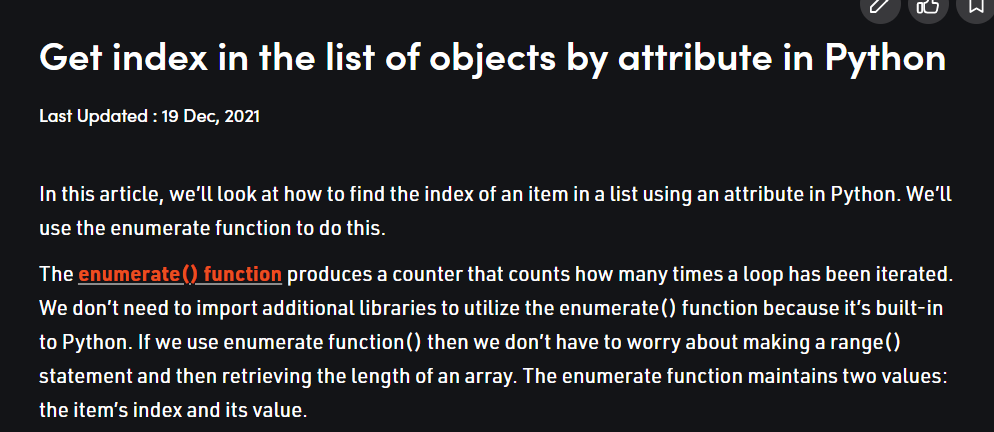 Get index in the list of objects by attribute in Python
Last Updated : 19 Dec, 2021
In this article, we’ll look at how to find the index of an item in a list using an attribute in Python. We’ll
use the enumerate function to do this.
The enumerate() function produces a counter that counts how many times a loop has been iterated.
We don’t need to import additional libraries to utilize the enumerate() function because it’s built-in
to Python. If we use enumerate function() then we don’t have to worry about making a range()
statement and then retrieving the length of an array. The enumerate function maintains two values:
the item’s index and its value.